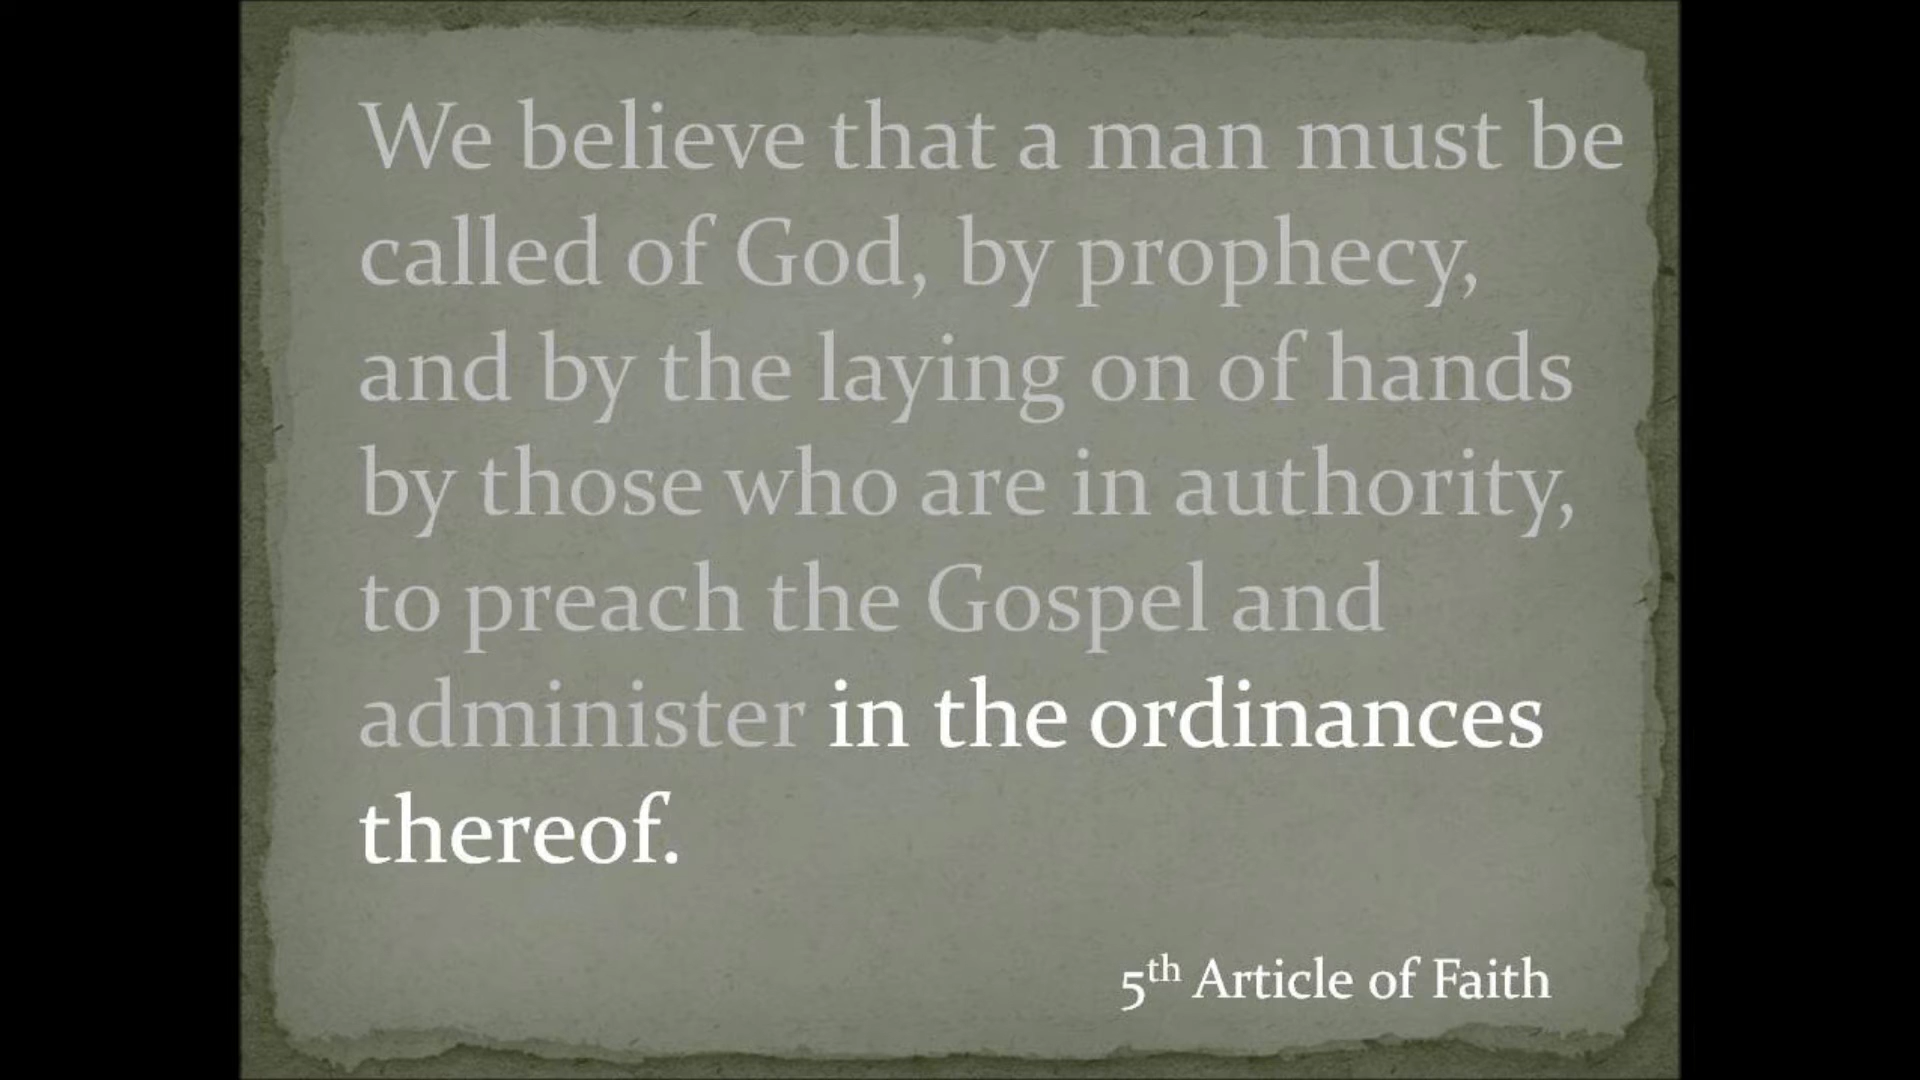 We believe that a man must be
called of God, by prophecy,
and by the laying on of hands
by those who are in authority,
to preach the Gospel and
administer in the ordinances
thereof.
5th Article of Faith